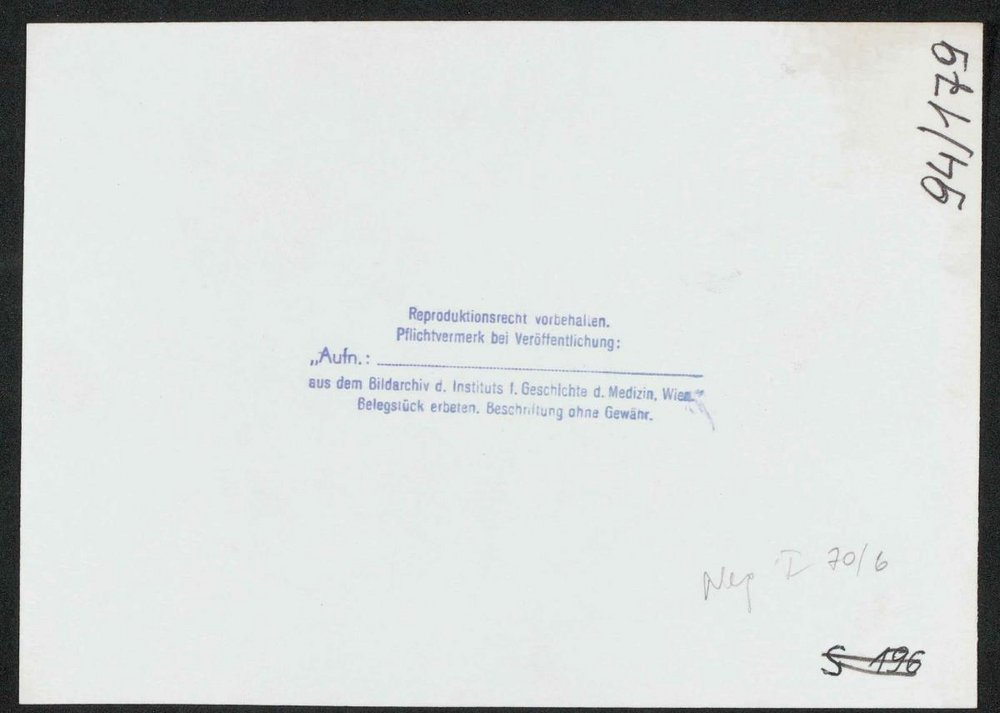 94/179
Reproduktionsrecht vorbehalten.
Pflichtvermerk bei Veröffentlichung:
„Aufn.:
aus dem Bildarchiv d. Instituts f. Geschichte d. Medizin, Wien."
Belegstück erbeten. Beschriftung ohne Gewähr.
Neg I 70/6
S 196